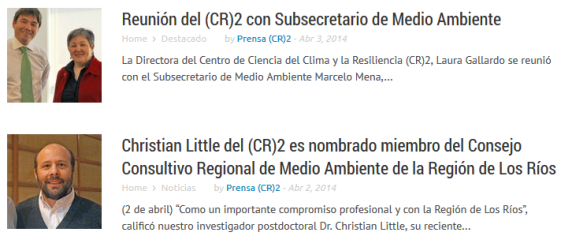 Reunión del (CR)2 con Subsecretario de Medio Ambiente
Home › Destacado by Prensa (CR)2 - Abr 3, 2014
La Directora del Centro de Ciencia del Clima y la Resiliencia (CR)2, Laura Gallardo se reunió
con el Subsecretario de Medio Ambiente Marcelo Mena,...
Christian Little del (CR)2 es nombrado miembro del Consejo
Consultivo Regional de Medio Ambiente de la Región de Los Ríos
Home › Noticias by Prensa (CR)2 - Abr 2, 2014
(2 de abril) “Como un importante compromiso profesional y con la Región de Los Ríos”,
calificó nuestro investigador postdoctoral Dr. Christian Little, su reciente...